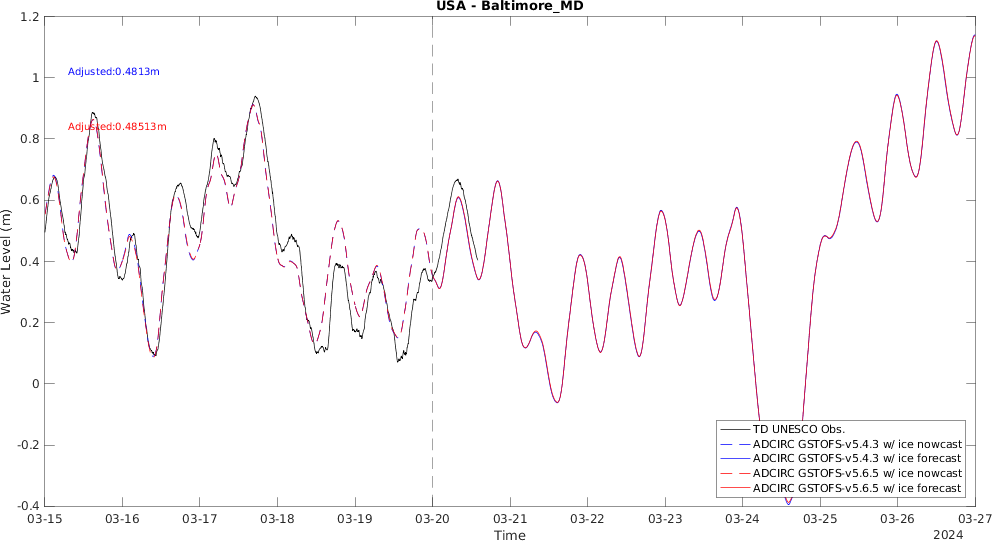 USA - Baltimore_MD
1.2
1
0.8
0.6
0.4
0.2
0
-0.2
-0.4
Water Level (m)
Adjusted:0.4813m
Adjusted:0.48513m
TD UNESCO Obs.
ADCIRC GSTOFS-v5.4.3 w/ ice nowcast
ADCIRC GSTOFS-v5.4.3 w/ ice forecast
ADCIRC GSTOFS-v5.6.5 w/ ice nowcast
ADCIRC GSTOFS-v5.6.5 w/ ice forecast
03-15 03-16 03-17 03-18 03-19 03-20 03-21 03-22 03-23 03-24 03-25 03-26 03-27
Time
2024